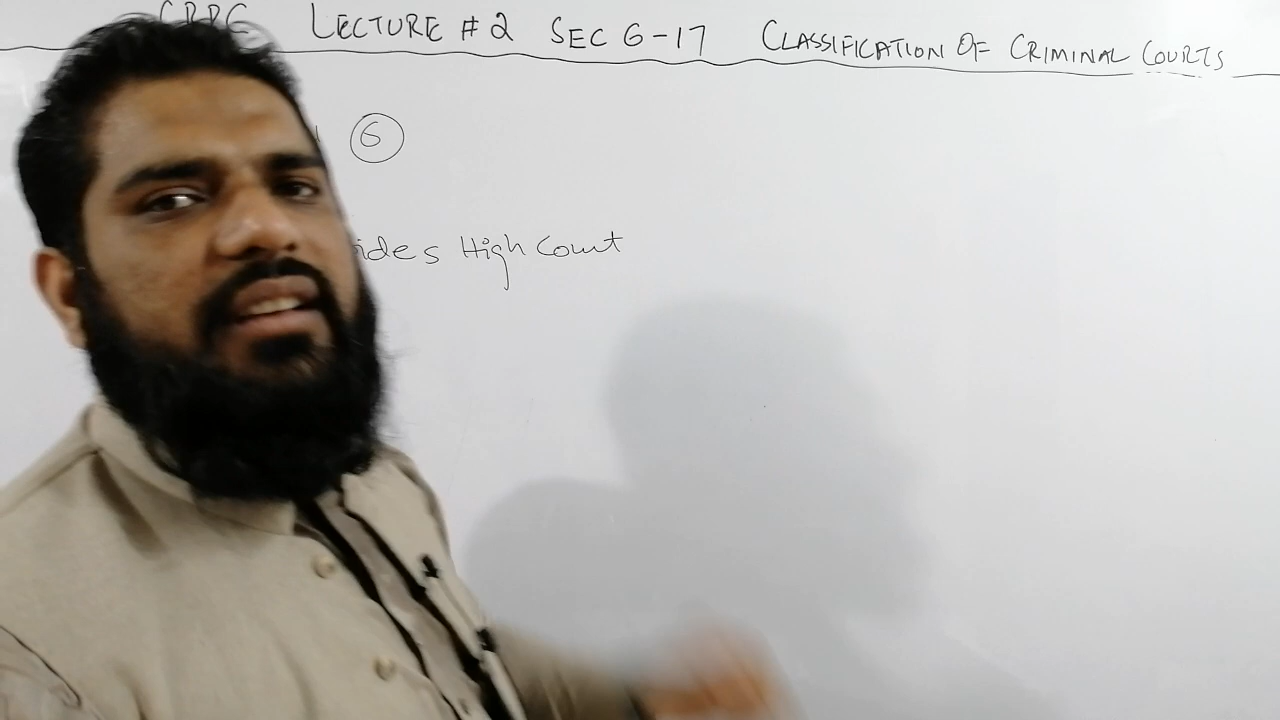 CRPC LECTURE # 2 SEC 6-17 CLASSIFICATION OF CRIMINAL COURTS
6
ides High Court